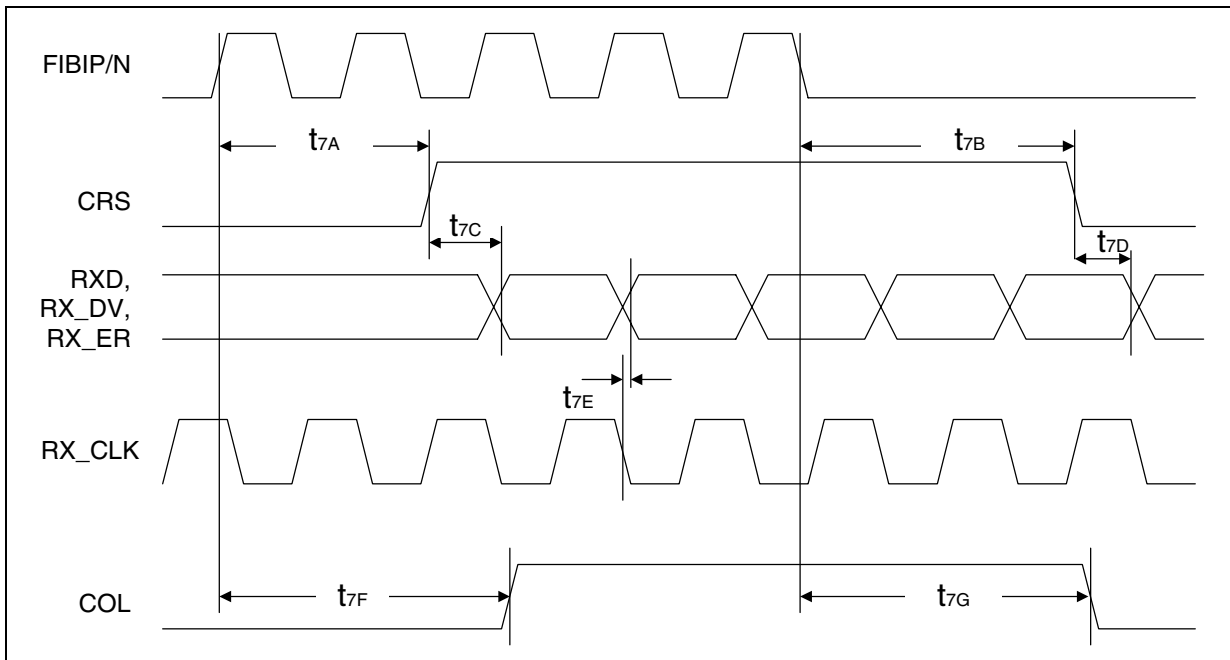 FIBIP/N
t7A
t7B
CRS
t7C
t7D
RXD,
RX_DV,
RX_ER
t7E
RX_CLK
t7F
t7G
COL